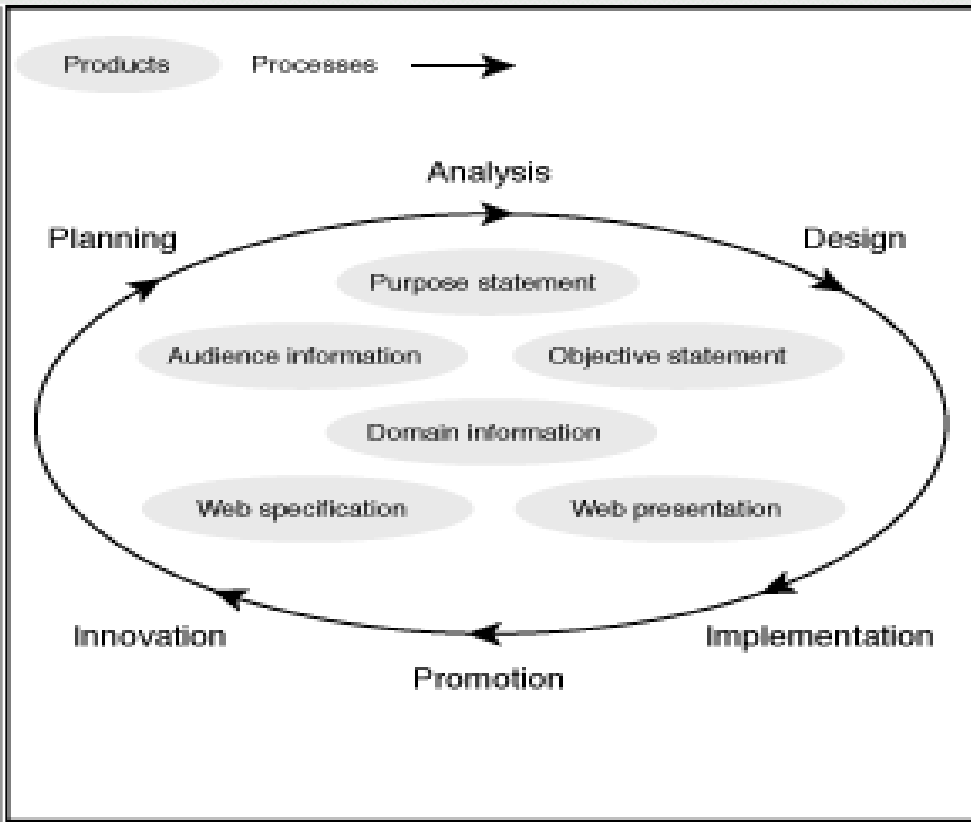 Products Processes
Analysis
Planning Design
Purpose statement
Audience information Objective statement
Domain information
Web specification Web presentation
Innovation Implementation
Promotion